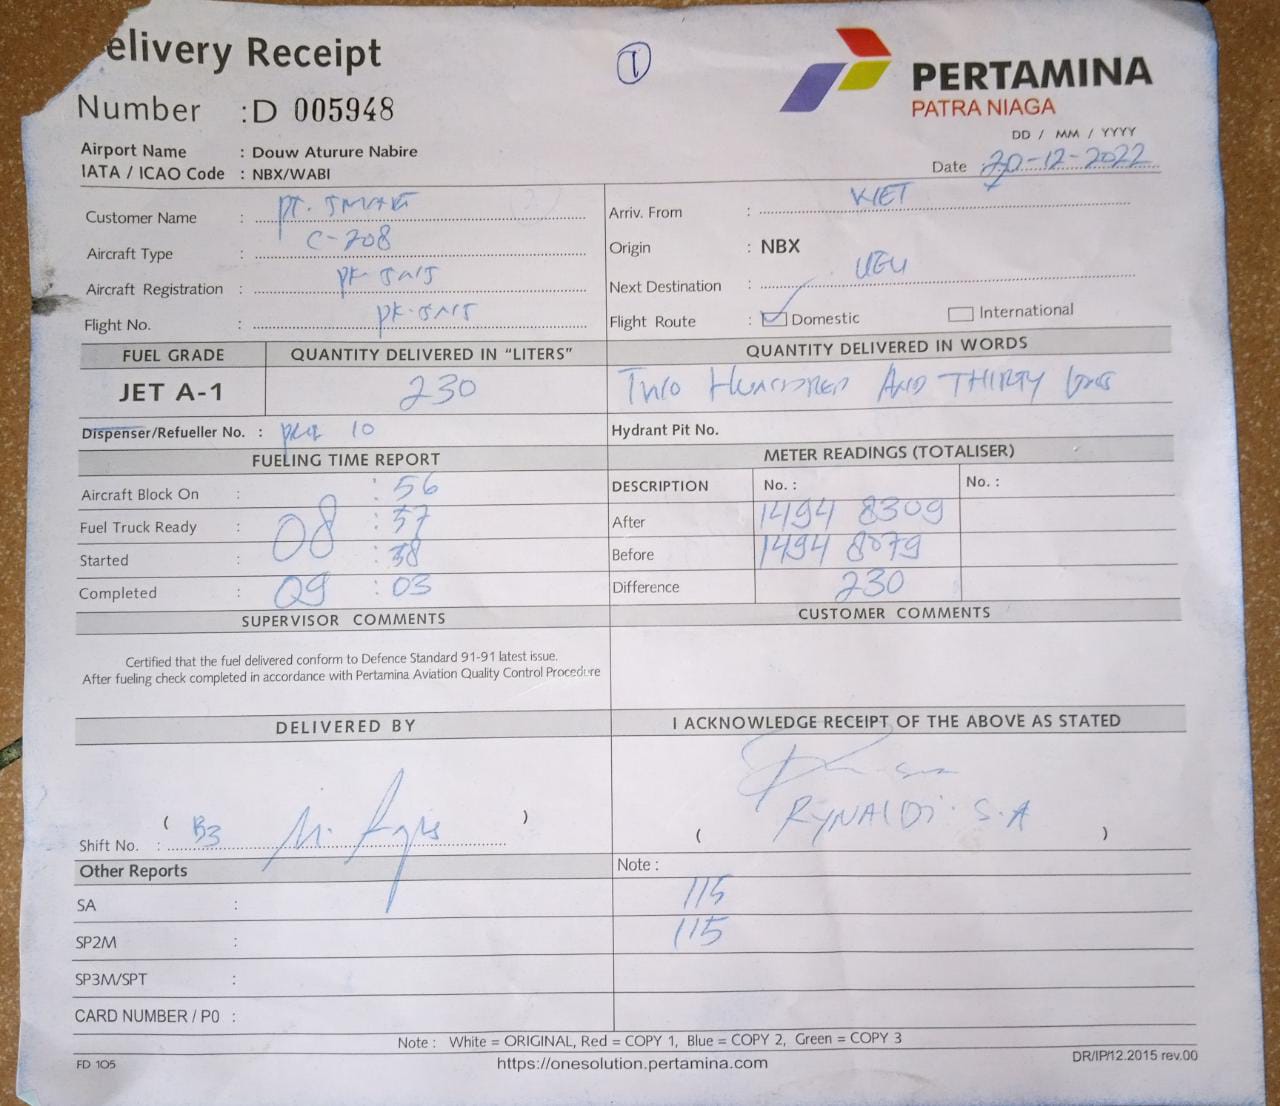 elivery Receipt
1
PERTAMINA
PATRA NIAGA
Number : D 005948
DD / MM / YYYY
Airport Name : Douw Aturure Nabire
Date : 20-12-2022
IATA / ICAO Code : NBX/WABI
Customer Name : PT. SMART
Aircraft Type : C-208
Aircraft Registration :
Flight No. :
Arriv. From :
Origin : NBX
Next Destination :
Flight Route : Domestic International
FUEL GRADE QUANTITY DELIVERED IN "LITERS" QUANTITY DELIVERED IN WORDS
JET A-1 230 TWO HUNDRED AND THIRTY
Dispenser/Refueller No. : 10
Hydrant Pit No.
FUELING TIME REPORT
Aircraft Block On : : 56
Fuel Truck Ready : 08 : 57
Started : :
Completed : 09 : 03
METER READINGS (TOTALISER)
DESCRIPTION No. : No. :
After 1494 8309
Before 1494 8079
Difference 230
SUPERVISOR COMMENTS
Certified that the fuel delivered conform to Defence Standard 91-91 latest issue.
After fueling check completed in accordance with Pertamina Aviation Quality Control Procedure
CUSTOMER COMMENTS
DELIVERED BY
( )
Shift No. : B3
I ACKNOWLEDGE RECEIPT OF THE ABOVE AS STATED
( RYNALDI. S.A )
Other Reports
SA :
SP2M :
SP3M/SPT :
CARD NUMBER / P0 :
Note :
115
115
Note : White = ORIGINAL, Red = COPY 1, Blue = COPY 2, Green = COPY 3
FD 105
https://onesolution.pertamina.com
DR/IP/12.2015 rev.00